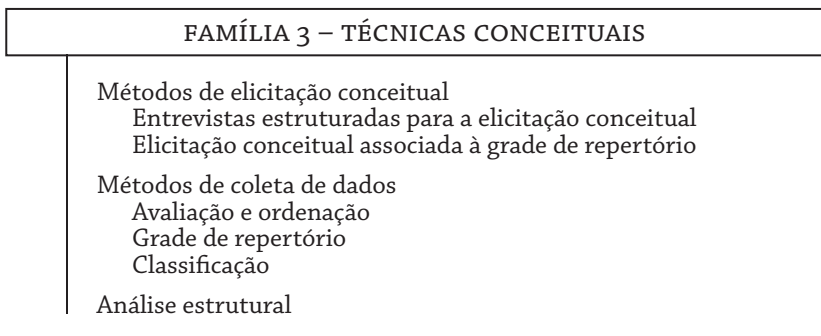 FAMÍLIA 3 – TÉCNICAS CONCEITUAIS
Métodos de elicitação conceitual
Entrevistas estruturadas para a elicitação conceitual
Elicitação conceitual associada à grade de repertório
Métodos de coleta de dados
Avaliação e ordenação
Grade de repertório
Classificação
Análise estrutural